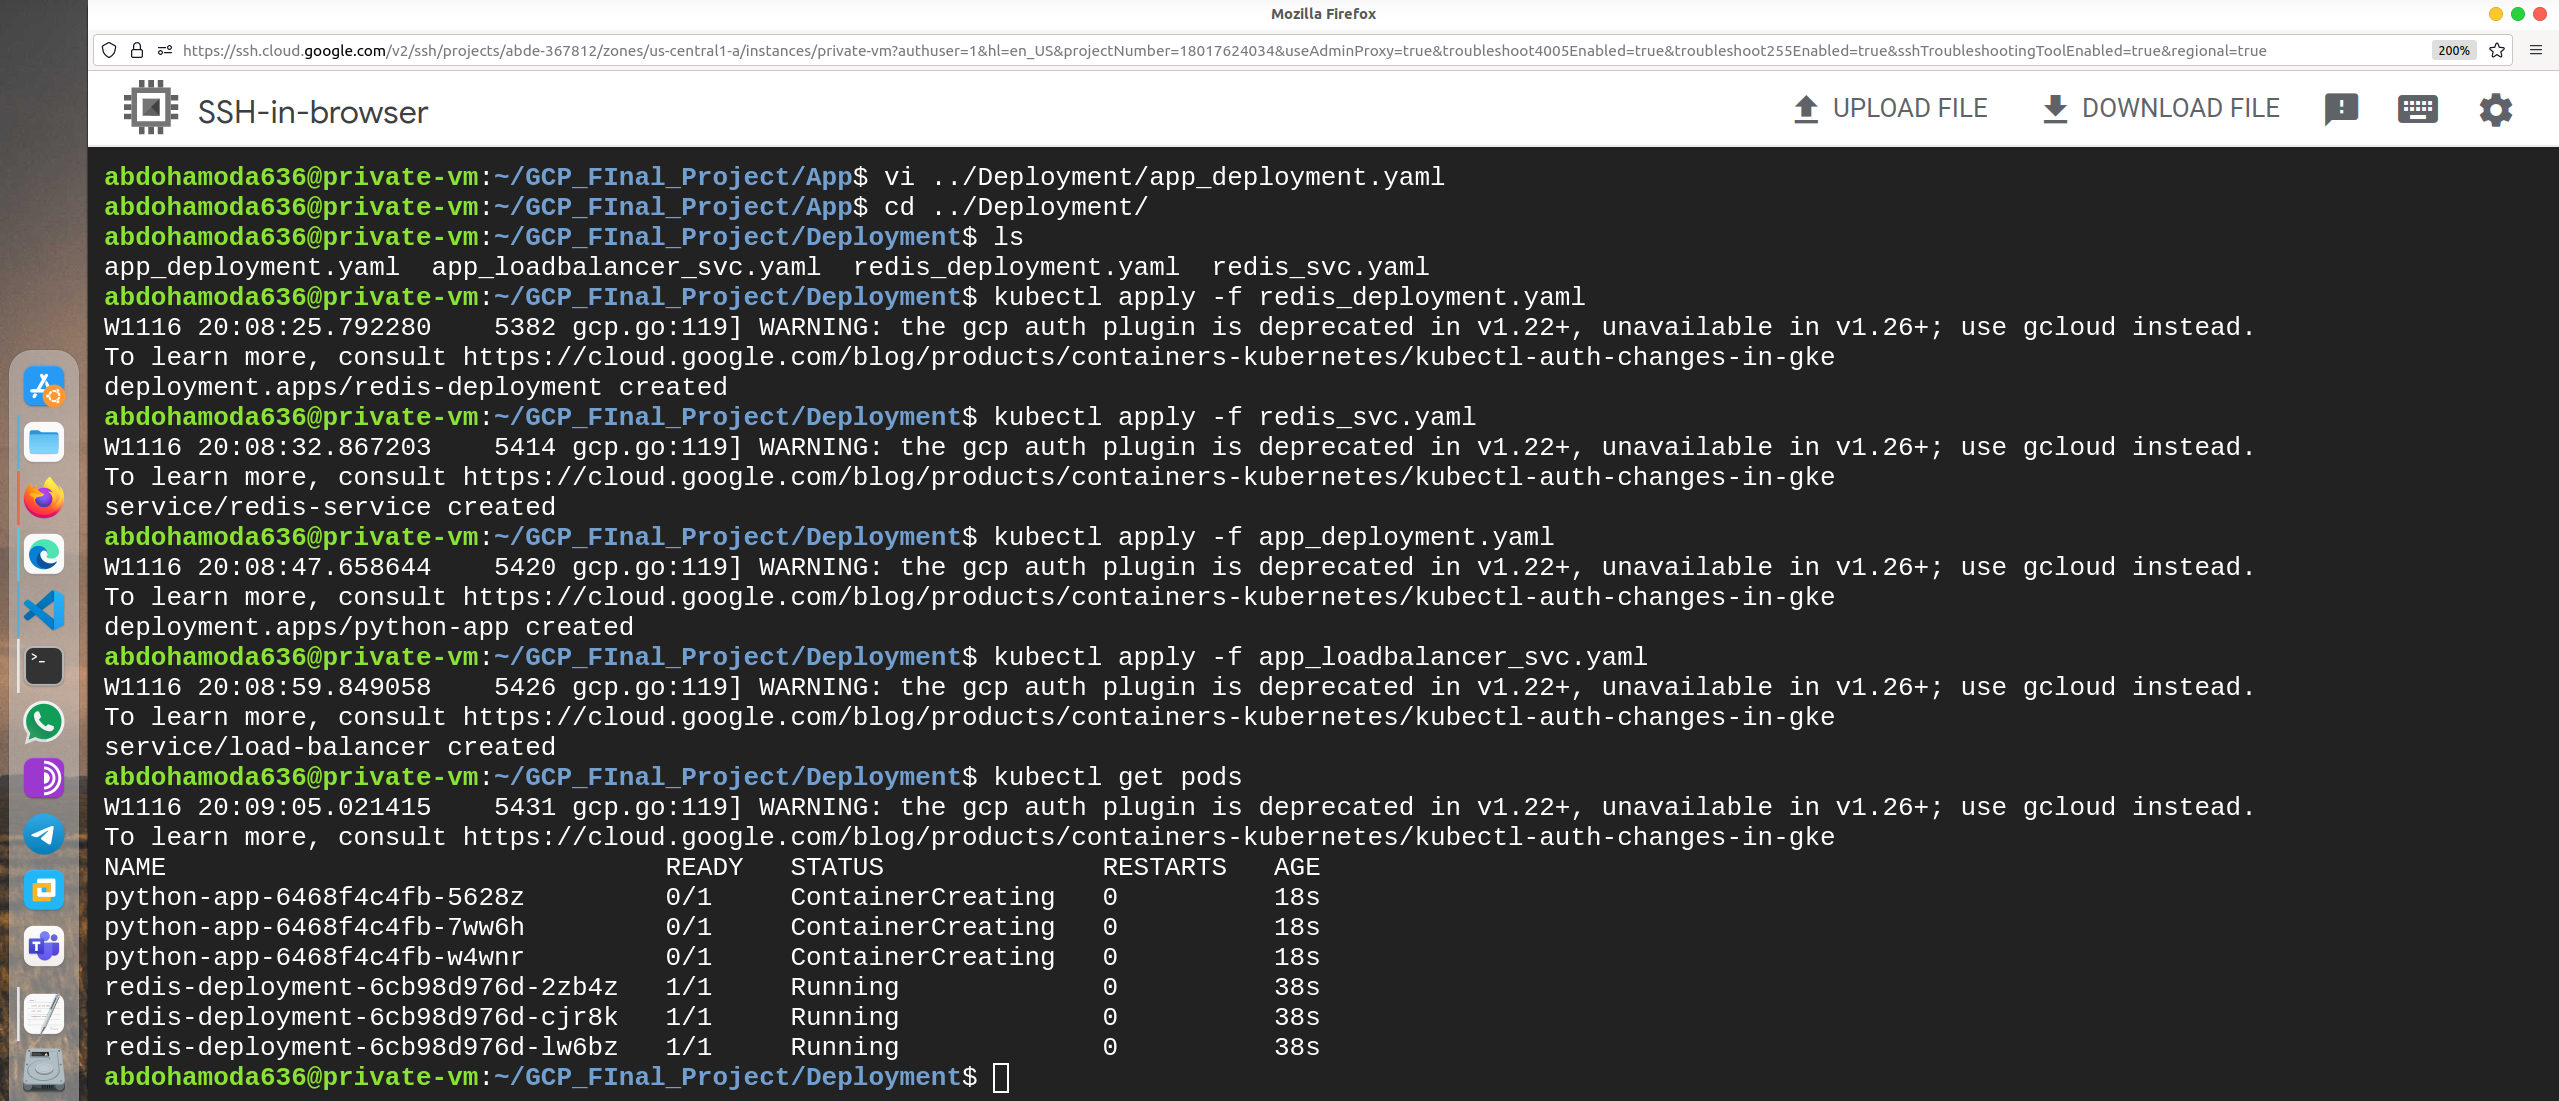 Mozilla Firefox
https://ssh.cloud.google.com/v2/ssh/projects/abde-367812/zones/us-central1-a/instances/private-vm?authuser=1&hl=en_US&projectNumber=18017624034&useAdminProxy=true&troubleshoot4005Enabled=true&troubleshoot255Enabled=true&sshTroubleshootingToolEnabled=true&regional=true 200%
SSH-in-browser UPLOAD FILE DOWNLOAD FILE
abdohamoda636@private-vm:~/GCP_FInal_Project/App$ vi ../Deployment/app_deployment.yaml
abdohamoda636@private-vm:~/GCP_FInal_Project/App$ cd ../Deployment/
abdohamoda636@private-vm:~/GCP_FInal_Project/Deployment$ ls
app_deployment.yaml  app_loadbalancer_svc.yaml  redis_deployment.yaml  redis_svc.yaml
abdohamoda636@private-vm:~/GCP_FInal_Project/Deployment$ kubectl apply -f redis_deployment.yaml
W1116 20:08:25.792280    5382 gcp.go:119] WARNING: the gcp auth plugin is deprecated in v1.22+, unavailable in v1.26+; use gcloud instead.
To learn more, consult https://cloud.google.com/blog/products/containers-kubernetes/kubectl-auth-changes-in-gke
deployment.apps/redis-deployment created
abdohamoda636@private-vm:~/GCP_FInal_Project/Deployment$ kubectl apply -f redis_svc.yaml
W1116 20:08:32.867203    5414 gcp.go:119] WARNING: the gcp auth plugin is deprecated in v1.22+, unavailable in v1.26+; use gcloud instead.
To learn more, consult https://cloud.google.com/blog/products/containers-kubernetes/kubectl-auth-changes-in-gke
service/redis-service created
abdohamoda636@private-vm:~/GCP_FInal_Project/Deployment$ kubectl apply -f app_deployment.yaml
W1116 20:08:47.658644    5420 gcp.go:119] WARNING: the gcp auth plugin is deprecated in v1.22+, unavailable in v1.26+; use gcloud instead.
To learn more, consult https://cloud.google.com/blog/products/containers-kubernetes/kubectl-auth-changes-in-gke
deployment.apps/python-app created
abdohamoda636@private-vm:~/GCP_FInal_Project/Deployment$ kubectl apply -f app_loadbalancer_svc.yaml
W1116 20:08:59.849058    5426 gcp.go:119] WARNING: the gcp auth plugin is deprecated in v1.22+, unavailable in v1.26+; use gcloud instead.
To learn more, consult https://cloud.google.com/blog/products/containers-kubernetes/kubectl-auth-changes-in-gke
service/load-balancer created
abdohamoda636@private-vm:~/GCP_FInal_Project/Deployment$ kubectl get pods
W1116 20:09:05.021415    5431 gcp.go:119] WARNING: the gcp auth plugin is deprecated in v1.22+, unavailable in v1.26+; use gcloud instead.
To learn more, consult https://cloud.google.com/blog/products/containers-kubernetes/kubectl-auth-changes-in-gke
NAME                                READY   STATUS              RESTARTS   AGE
python-app-6468f4c4fb-5628z         0/1     ContainerCreating   0          18s
python-app-6468f4c4fb-7ww6h         0/1     ContainerCreating   0          18s
python-app-6468f4c4fb-w4wnr         0/1     ContainerCreating   0          18s
redis-deployment-6cb98d976d-2zb4z   1/1     Running             0          38s
redis-deployment-6cb98d976d-cjr8k   1/1     Running             0          38s
redis-deployment-6cb98d976d-lw6bz   1/1     Running             0          38s
abdohamoda636@private-vm:~/GCP_FInal_Project/Deployment$